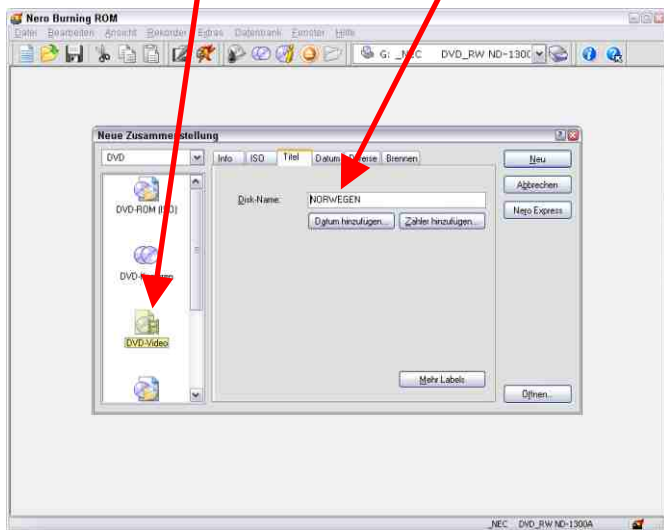 Nero Burning ROM
Datei Bearbeiten Ansicht Rekorder Extras Datenbank Fenster Hilfe
G: _NEC DVD_RW ND-1300
Neue Zusammenstellung
DVD
Info ISO Titel Datum Brennen
Neu
Abbrechen
Nero Express
DVD-ROM (ISO)
Disk-Name: NORWEGEN
Datum hinzufügen... Zähler hinzufügen...
DVD-Video
Mehr Labels
Öffnen...
_NEC DVD_RW ND-1300A